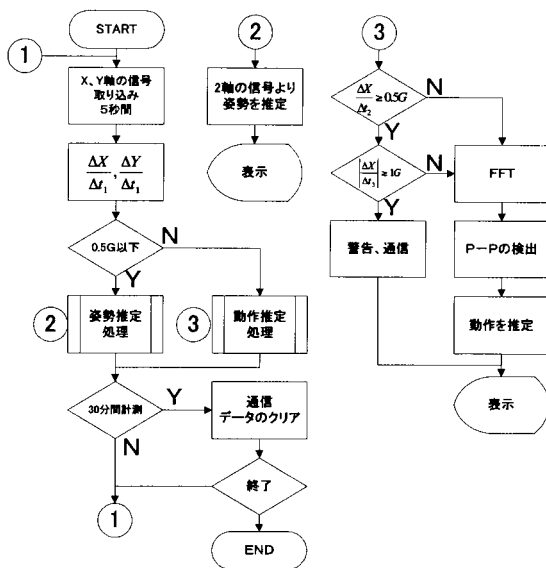 START
1
X、Y軸の信号
取り込み
5秒間
ΔX/Δt₁, ΔY/Δt₁
0.5G以下
N
Y
2
姿勢推定
処理
3
動作推定
処理
30分間計測
Y
N
通信
データのクリア
1
終了
END
2
2軸の信号より
姿勢を推定
表示
3
ΔX/Δt₂ ≥0.5G
N
Y
|ΔX/Δt₃| ≥1G
N
Y
FFT
警告、通信
P－Pの検出
動作を推定
表示